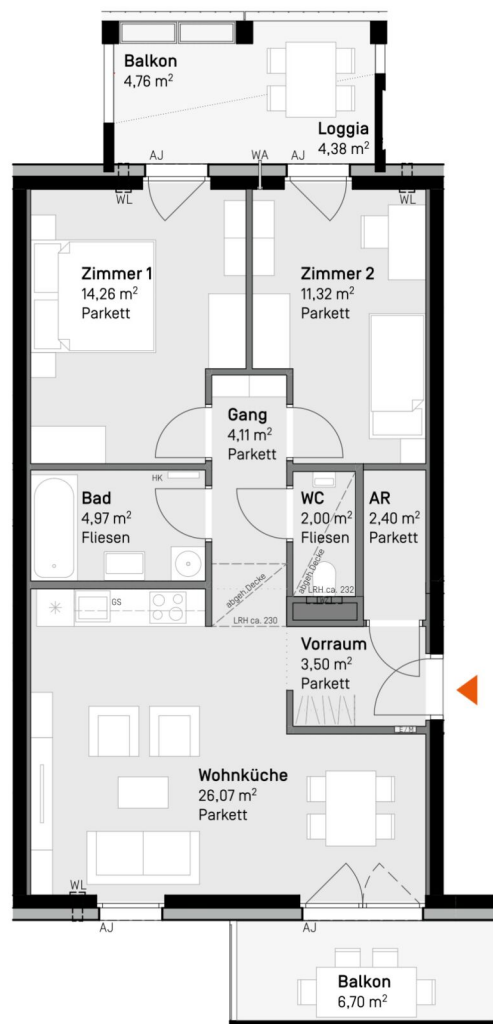 Balkon
4,76 m²
Loggia
4,38 m²
AJ
WA
AJ
WL
WL
Zimmer 1
14,26 m²
Parkett
Zimmer 2
11,32 m²
Parkett
Gang
4,11 m²
Parkett
HK
Bad
4,97 m²
Fliesen
WC
2,00 m²
Fliesen
AR
2,40 m²
Parkett
abgeh.Decke
abgeh.Decke
LRH ca. 232
GS
LRH ca. 230
Vorraum
3,50 m²
Parkett
E/M
Wohnküche
26,07 m²
Parkett
WL
AJ
AJ
Balkon
6,70 m²